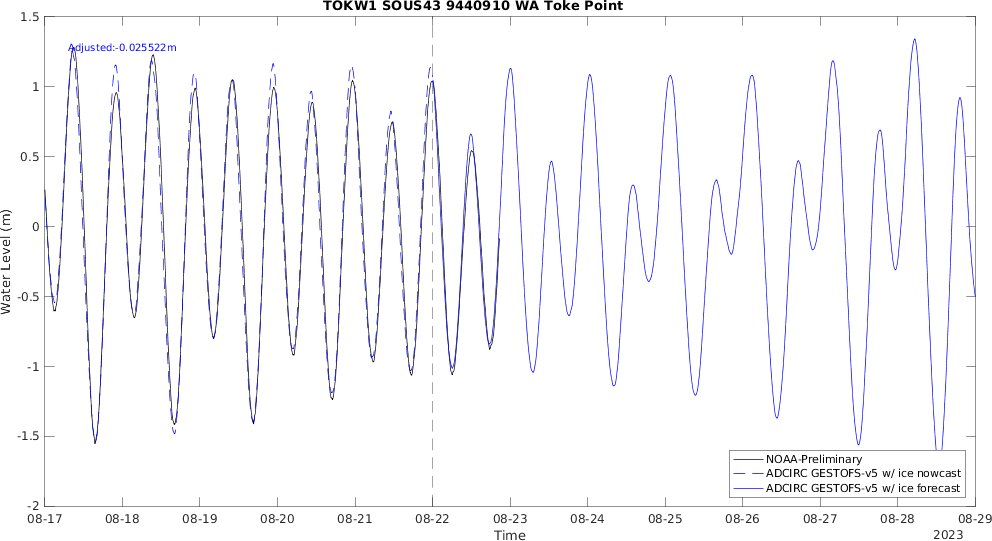 TOKW1 SOUS43 9440910 WA Toke Point
Adjusted:-0.025522m
1.5
1
0.5
0
-0.5
-1
-1.5
-2
Water Level (m)
08-17 08-18 08-19 08-20 08-21 08-22 08-23 08-24 08-25 08-26 08-27 08-28 08-29
Time
2023
NOAA-Preliminary
ADCIRC GESTOFS-v5 w/ ice nowcast
ADCIRC GESTOFS-v5 w/ ice forecast